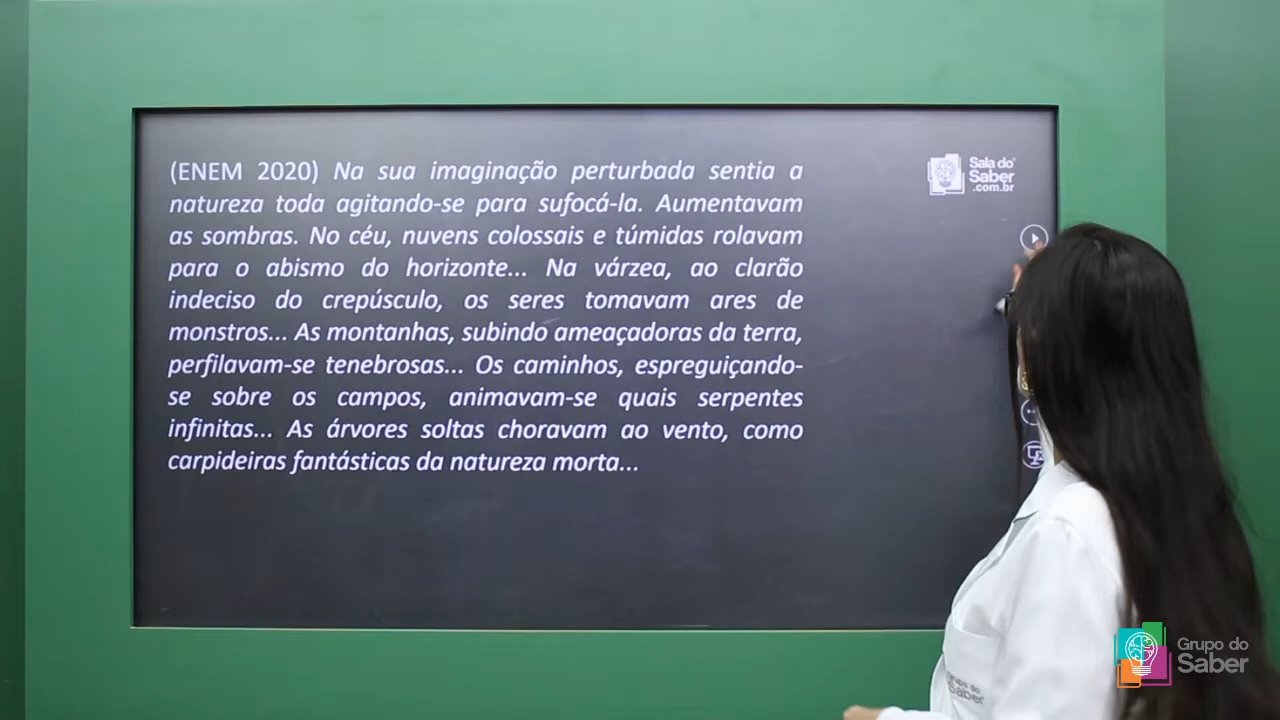 (ENEM 2020) Na sua imaginação perturbada sentia a
natureza toda agitando-se para sufocá-la. Aumentavam
as sombras. No céu, nuvens colossais e túmidas rolavam
para o abismo do horizonte... Na várzea, ao clarão
indeciso do crepúsculo, os seres tomavam ares de
monstros... As montanhas, subindo ameaçadoras da terra,
perfilavam-se tenebrosas... Os caminhos, espreguiçando-
se sobre os campos, animavam-se quais serpentes
infinitas... As árvores soltas choravam ao vento, como
carpideiras fantásticas da natureza morta...
Sala do
Saber
.com.br
Grupo do
Saber
Grupo do
Saber